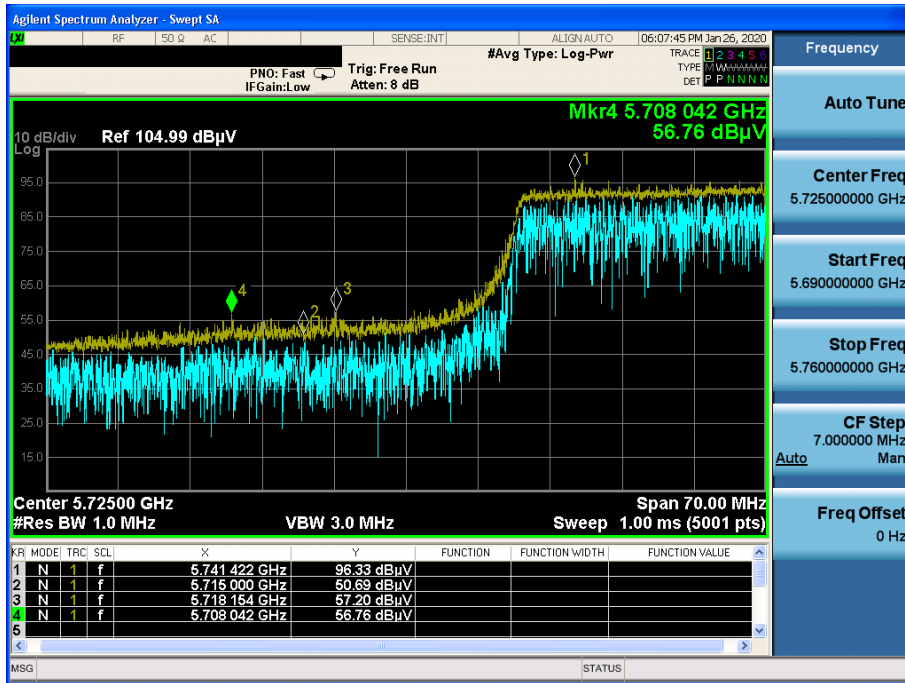 Agilent Spectrum Analyzer - Swept SA
LXI RF 50 Ω AC SENSE:INT ALIGN AUTO 06:07:45 PM Jan 26, 2020
PNO: Fast Trig: Free Run #Avg Type: Log-Pwr TRACE 1 2 3 4 5 6
IFGain:Low Atten: 8 dB TYPE M W W W W W
DET P P N N N N
Mkr4 5.708 042 GHz
56.76 dBµV
10 dB/div Ref 104.99 dBµV
Log
95.0
85.0
75.0
65.0
55.0
45.0
35.0
25.0
15.0
1
2
3
4
Center 5.72500 GHz Span 70.00 MHz
#Res BW 1.0 MHz VBW 3.0 MHz Sweep 1.00 ms (5001 pts)
KR MODE TRC SCL X Y FUNCTION FUNCTION WIDTH FUNCTION VALUE
1 N 1 f 5.741 422 GHz 96.33 dBµV
2 N 1 f 5.715 000 GHz 50.69 dBµV
3 N 1 f 5.718 154 GHz 57.20 dBµV
4 N 1 f 5.708 042 GHz 56.76 dBµV
5
MSG STATUS
Frequency
Auto Tune
Center Freq
5.725000000 GHz
Start Freq
5.690000000 GHz
Stop Freq
5.760000000 GHz
CF Step
7.000000 MHz
Auto Man
Freq Offset
0 Hz